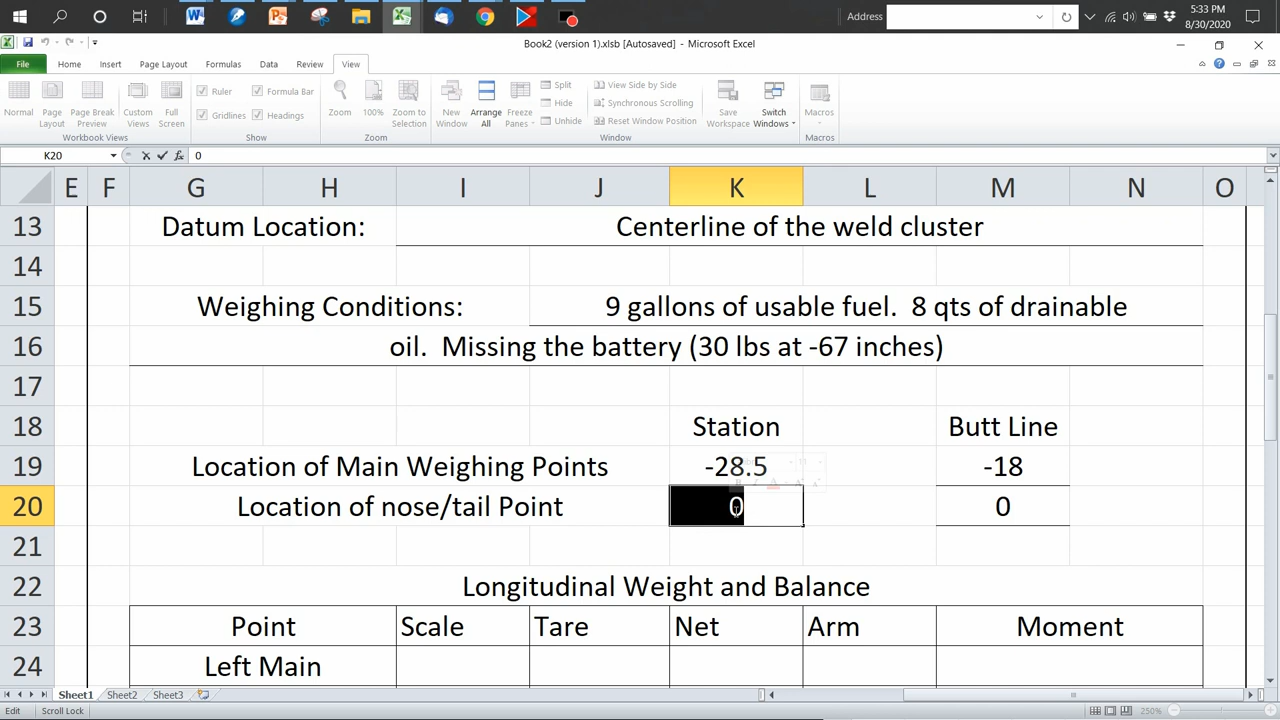 Address
5:33 PM
8/30/2020
Book2 (version 1).xlsb [Autosaved] - Microsoft Excel
File Home Insert Page Layout Formulas Data Review View
Normal Page Layout Page Break Preview Custom Views Full Screen
Workbook Views
Ruler Formula Bar
Gridlines Headings
Show
Zoom 100% Zoom to Selection
Zoom
New Window Arrange All Freeze Panes
Split
Hide
Unhide
View Side by Side
Synchronous Scrolling
Reset Window Position
Window
Save Workspace Switch Windows
Macros
Macros
K20 fx 0
E F G H I J K L M N O
13 Datum Location: Centerline of the weld cluster
14
15 Weighing Conditions: 9 gallons of usable fuel. 8 qts of drainable
16 oil. Missing the battery (30 lbs at -67 inches)
17
18 Station Butt Line
19 Location of Main Weighing Points -28.5 -18
20 Location of nose/tail Point 0 0
21
22 Longitudinal Weight and Balance
23 Point Scale Tare Net Arm Moment
24 Left Main
Sheet1 Sheet2 Sheet3
Edit Scroll Lock 250%